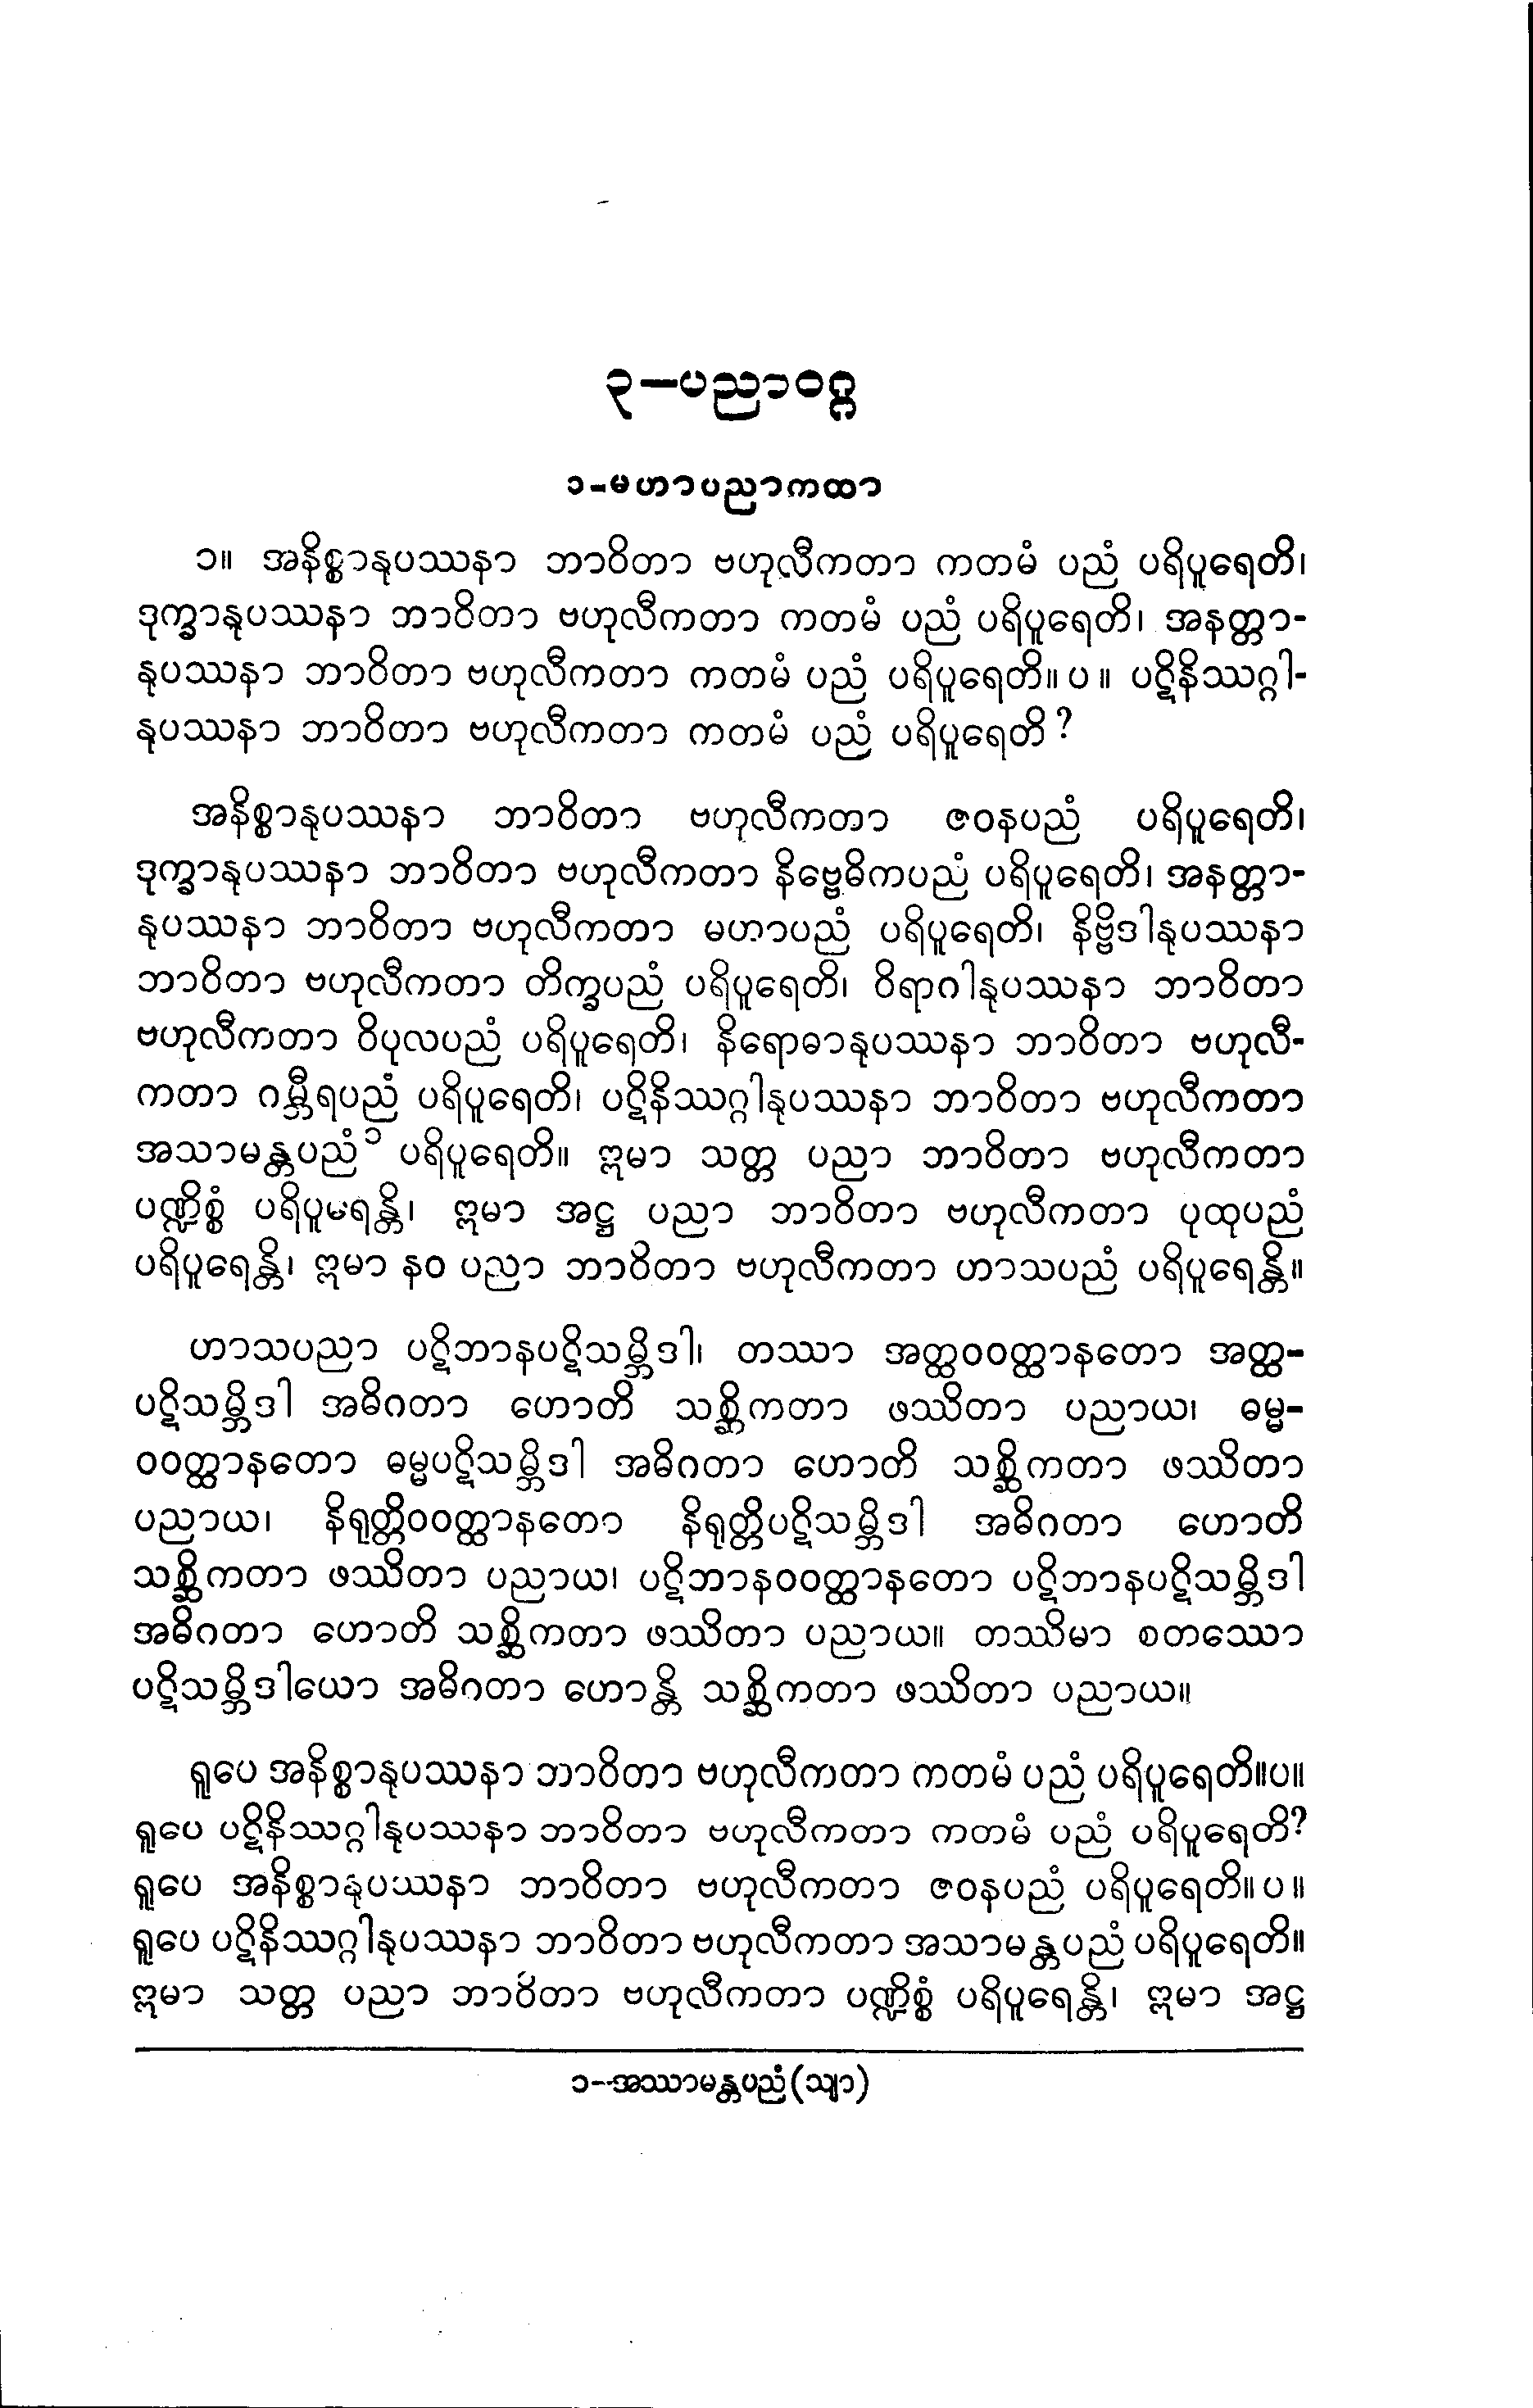 ၃–ပညာဝဂ္ဂ
၁–မဟာပညာကထာ
၁။ အနိစ္စာနုပဿနာ ဘာဝိတာ ဗဟုလီကတာ ကတမံ ပညံ ပရိပူရေတိ၊
ဒုက္ခာနုပဿနာ ဘာဝိတာ ဗဟုလီကတာ ကတမံ ပညံ ပရိပူရေတိ၊ အနတ္တာ-
နုပဿနာ ဘာဝိတာ ဗဟုလီကတာ ကတမံ ပညံ ပရိပူရေတိ။ ပ ။ ပဋိနိဿဂ္ဂါ-
နုပဿနာ ဘာဝိတာ ဗဟုလီကတာ ကတမံ ပညံ ပရိပူရေတိ ?
အနိစ္စာနုပဿနာ ဘာဝိတာ ဗဟုလီကတာ ဇဝနပညံ ပရိပူရေတိ၊
ဒုက္ခာနုပဿနာ ဘာဝိတာ ဗဟုလီကတာ နိဗ္ဗေဓိကပညံ ပရိပူရေတိ၊ အနတ္တာ-
နုပဿနာ ဘာဝိတာ ဗဟုလီကတာ မဟာပညံ ပရိပူရေတိ၊ နိဗ္ဗိဒါနုပဿနာ
ဘာဝိတာ ဗဟုလီကတာ တိက္ခပညံ ပရိပူရေတိ၊ ဝိရာဂါနုပဿနာ ဘာဝိတာ
ဗဟုလီကတာ ဝိပုလပညံ ပရိပူရေတိ၊ နိရောဓာနုပဿနာ ဘာဝိတာ ဗဟုလီ-
ကတာ ဂမ္ဘီရပညံ ပရိပူရေတိ၊ ပဋိနိဿဂ္ဂါနုပဿနာ ဘာဝိတာ ဗဟုလီကတာ
အသာမန္တပညံ ၁ ပရိပူရေတိ။ ဣမာ သတ္တ ပညာ ဘာဝိတာ ဗဟုလီကတာ
ပဏ္ဍိစ္စံ ပရိပူရေန္တိ၊ ဣမာ အဋ္ဌ ပညာ ဘာဝိတာ ဗဟုလီကတာ ပုထုပညံ
ပရိပူရေန္တိ၊ ဣမာ နဝ ပညာ ဘာဝိတာ ဗဟုလီကတာ ဟာသပညံ ပရိပူရေန္တိ။
ဟာသပညာ ပဋိဘာနပဋိသမ္ဘိဒါ၊ တဿာ အတ္ထဝဝတ္ထာနတော အတ္ထ-
ပဋိသမ္ဘိဒါ အဓိဂတာ ဟောတိ သစ္ဆိကတာ ဖဿိတာ ပညာယ၊ ဓမ္မ-
ဝဝတ္ထာနတော ဓမ္မပဋိသမ္ဘိဒါ အဓိဂတာ ဟောတိ သစ္ဆိကတာ ဖဿိတာ
ပညာယ၊ နိရုတ္တိဝဝတ္ထာနတော နိရုတ္တိပဋိသမ္ဘိဒါ အဓိဂတာ ဟောတိ
သစ္ဆိကတာ ဖဿိတာ ပညာယ၊ ပဋိဘာနဝဝတ္ထာနတော ပဋိဘာနပဋိသမ္ဘိဒါ
အဓိဂတာ ဟောတိ သစ္ဆိကတာ ဖဿိတာ ပညာယ။ တဿိမာ စတဿော
ပဋိသမ္ဘိဒါယော အဓိဂတာ ဟောန္တိ သစ္ဆိကတာ ဖဿိတာ ပညာယ။
ရူပေ အနိစ္စာနုပဿနာ ဘာဝိတာ ဗဟုလီကတာ ကတမံ ပညံ ပရိပူရေတိ။ပ။
ရူပေ ပဋိနိဿဂ္ဂါနုပဿနာ ဘာဝိတာ ဗဟုလီကတာ ကတမံ ပညံ ပရိပူရေတိ?
ရူပေ အနိစ္စာနုပဿနာ ဘာဝိတာ ဗဟုလီကတာ ဇဝနပညံ ပရိပူရေတိ။ ပ ။
ရူပေ ပဋိနိဿဂ္ဂါနုပဿနာ ဘာဝိတာ ဗဟုလီကတာ အသာမန္တပညံ ပရိပူရေတိ။
ဣမာ သတ္တ ပညာ ဘာဝိတာ ဗဟုလီကတာ ပဏ္ဍိစ္စံ ပရိပူရေန္တိ၊ ဣမာ အဋ္ဌ
၁–အဿာမန္တပညံ (သျာ)